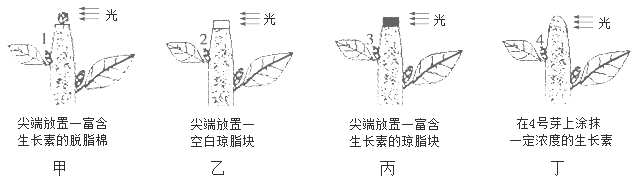 1 光
2 光
3 光
4 光
尖端放置一富含
生长素的脱脂棉
尖端放置一
空白琼脂块
尖端放置一富含
生长素的琼脂块
在4号芽上涂抹
一定浓度的生长素
甲 乙 丙 丁